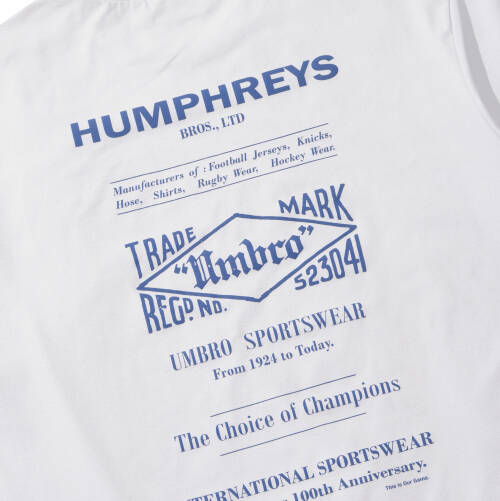 HUMPHREYS
BROS., LTD
Manufacturers of : Football Jerseys, Knicks,
Hose, Shirts, Rugby Wear, Hockey Wear.
TRADE MARK
"Umbro"
REGD. NO. 523041
UMBRO SPORTSWEAR
From 1924 to Today.
The Choice of Champions
INTERNATIONAL SPORTSWEAR
100th Anniversary.
This is Our Game.